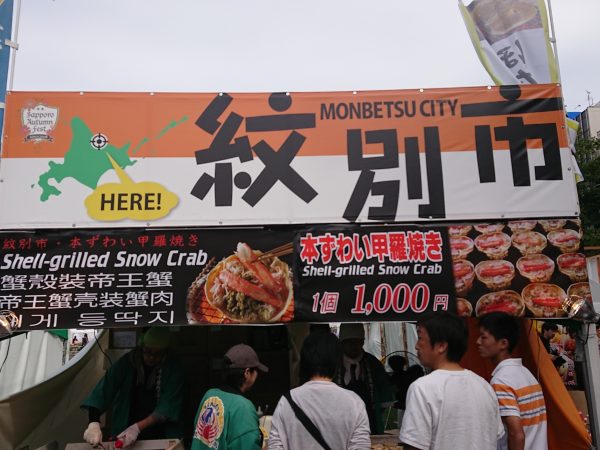 Sapporo
Autumn
Fest
MONBETSU CITY
紋別市
HERE!
紋別市・本ずわい甲羅焼き
Shell-grilled Snow Crab
蟹殻裝帝王蟹
帝王蟹壳装蟹肉
대게 등딱지
本ずわい甲羅焼き
Shell-grilled Snow Crab
1個 1,000円